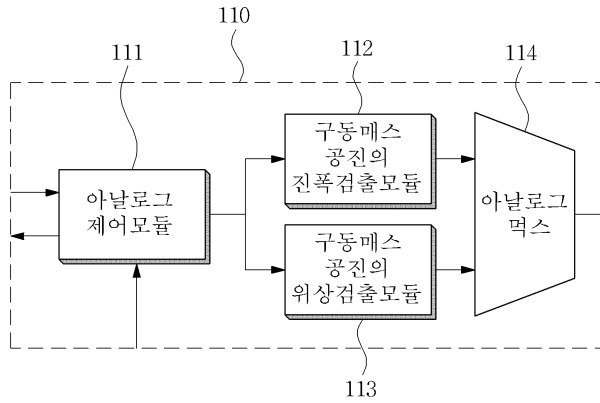 110
111
112
114
아날로그
제어모듈
구동매스
공진의
진폭검출모듈
구동매스
공진의
위상검출모듈
아날로그
먹스
113